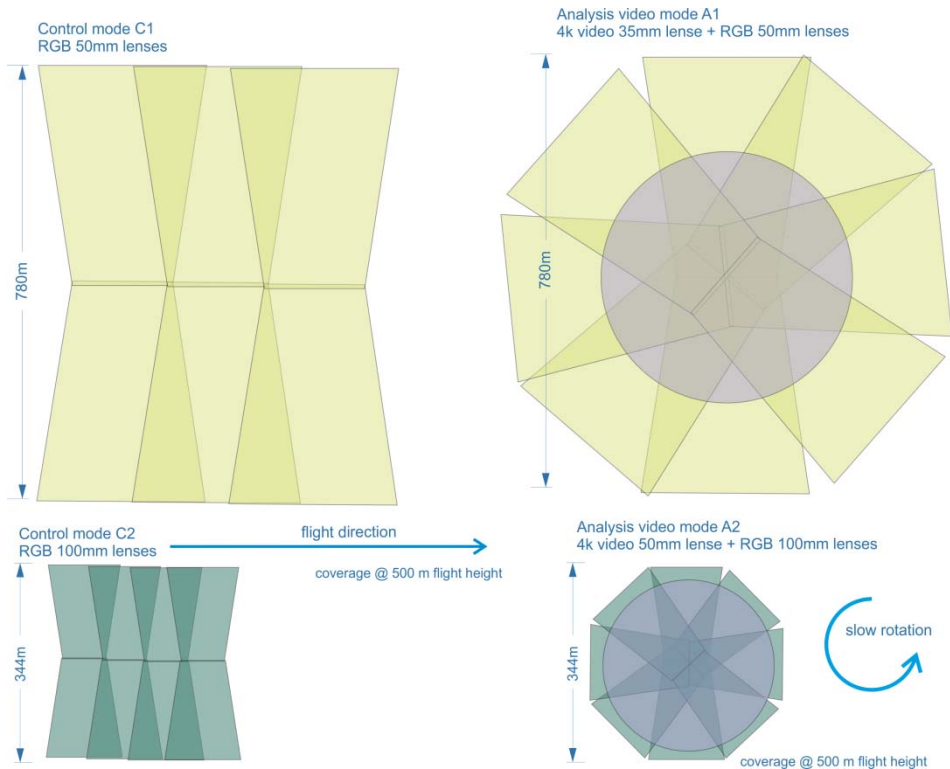 Control mode C1
RGB 50mm lenses
Analysis video mode A1
4k video 35mm lense + RGB 50mm lenses
780m
780m
Control mode C2
RGB 100mm lenses
flight direction
coverage @ 500 m flight height
Analysis video mode A2
4k video 50mm lense + RGB 100mm lenses
344m
344m
slow rotation
coverage @ 500 m flight height